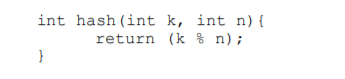 int hash(int k, int n){
return (k % n);
}